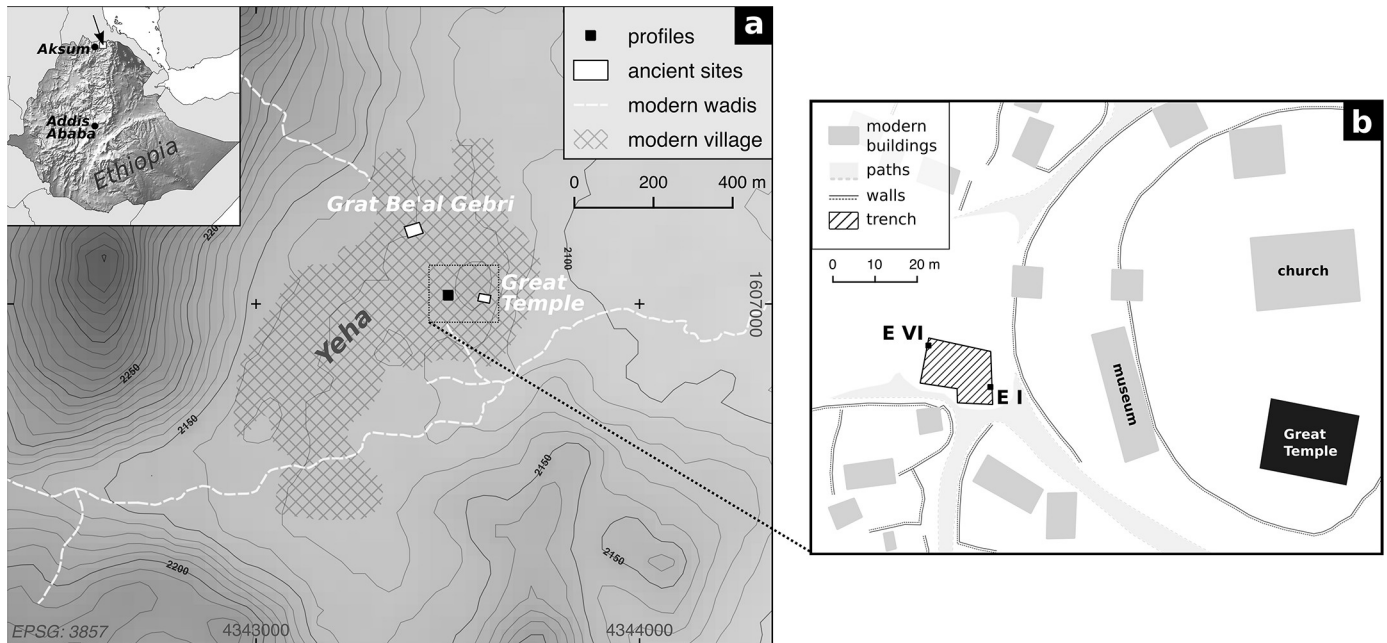 Aksum
Addis
Ababa
Ethiopia
a
profiles
ancient sites
modern wadis
modern village
0 200 400 m
220
Grat Be'al Gebri
2100
Great
Temple
1607000
Yeha
2250
2150
2150
2150
2200
EPSG: 3857
4343000
4344000
b
modern
buildings
paths
walls
trench
0 10 20 m
church
E VI
E I
museum
Great
Temple